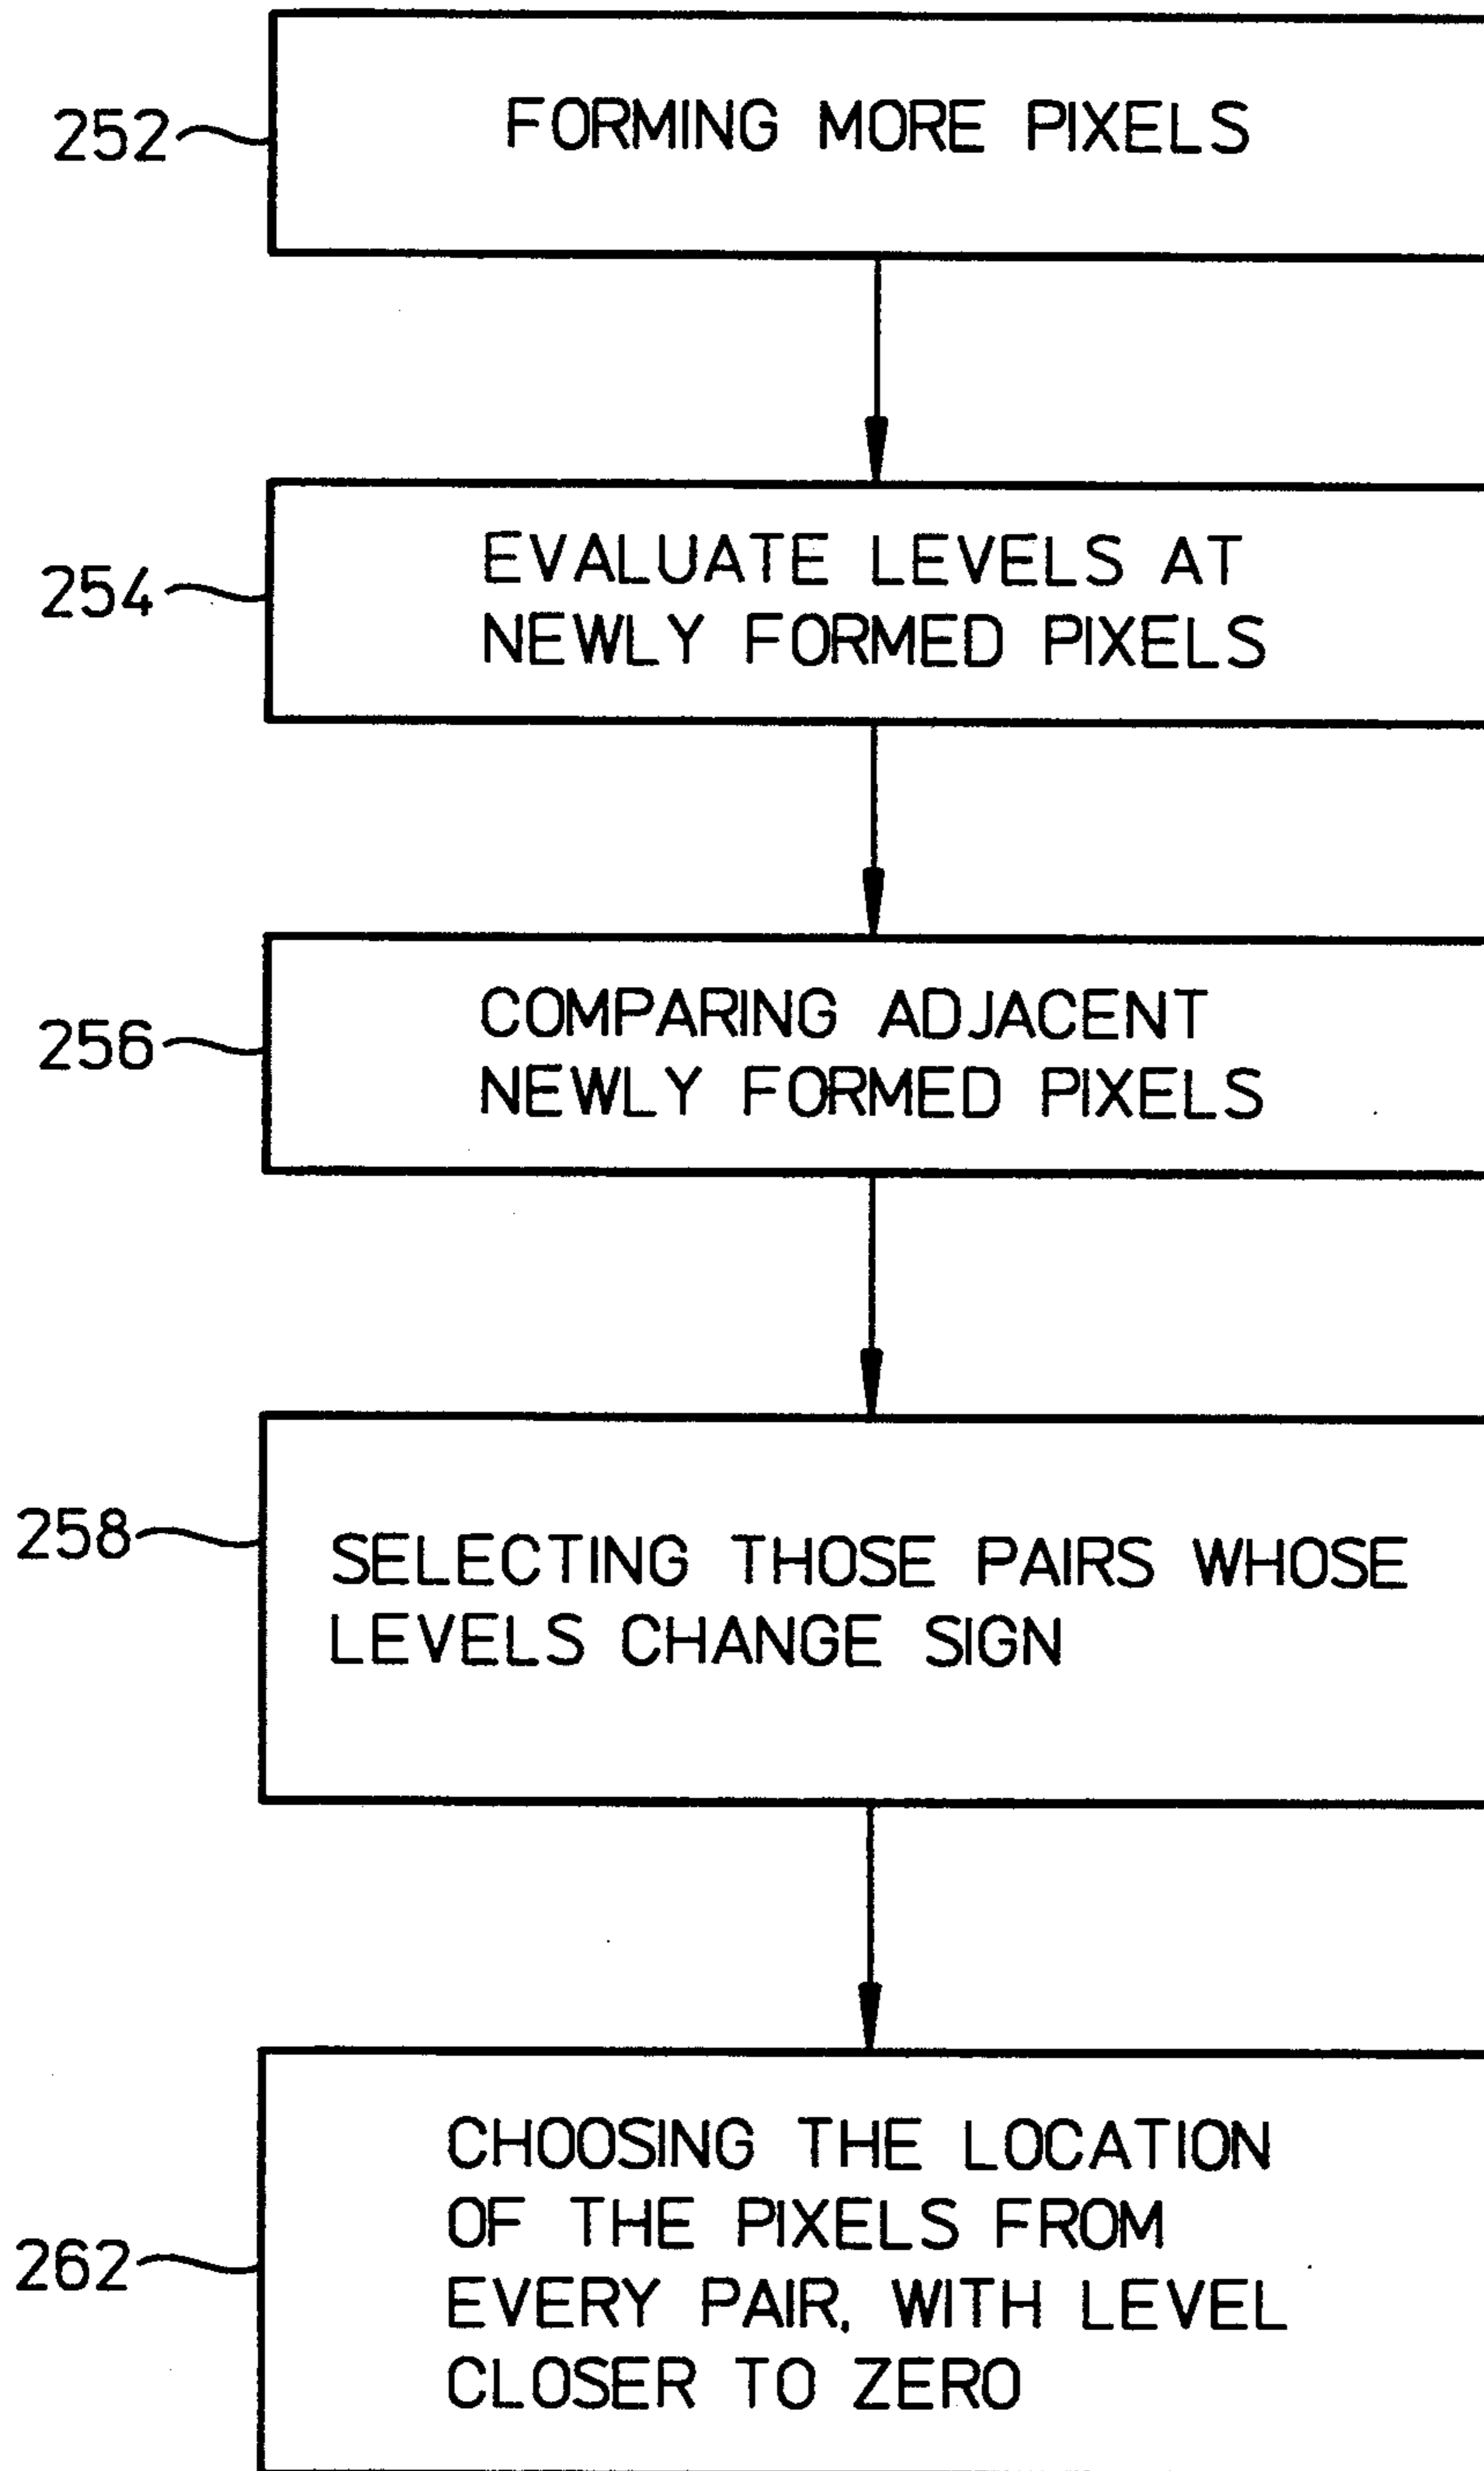 252
FORMING MORE PIXELS
254
EVALUATE LEVELS AT
NEWLY FORMED PIXELS
256
COMPARING ADJACENT
NEWLY FORMED PIXELS
258
SELECTING THOSE PAIRS WHOSE
LEVELS CHANGE SIGN
262
CHOOSING THE LOCATION
OF THE PIXELS FROM
EVERY PAIR, WITH LEVEL
CLOSER TO ZERO